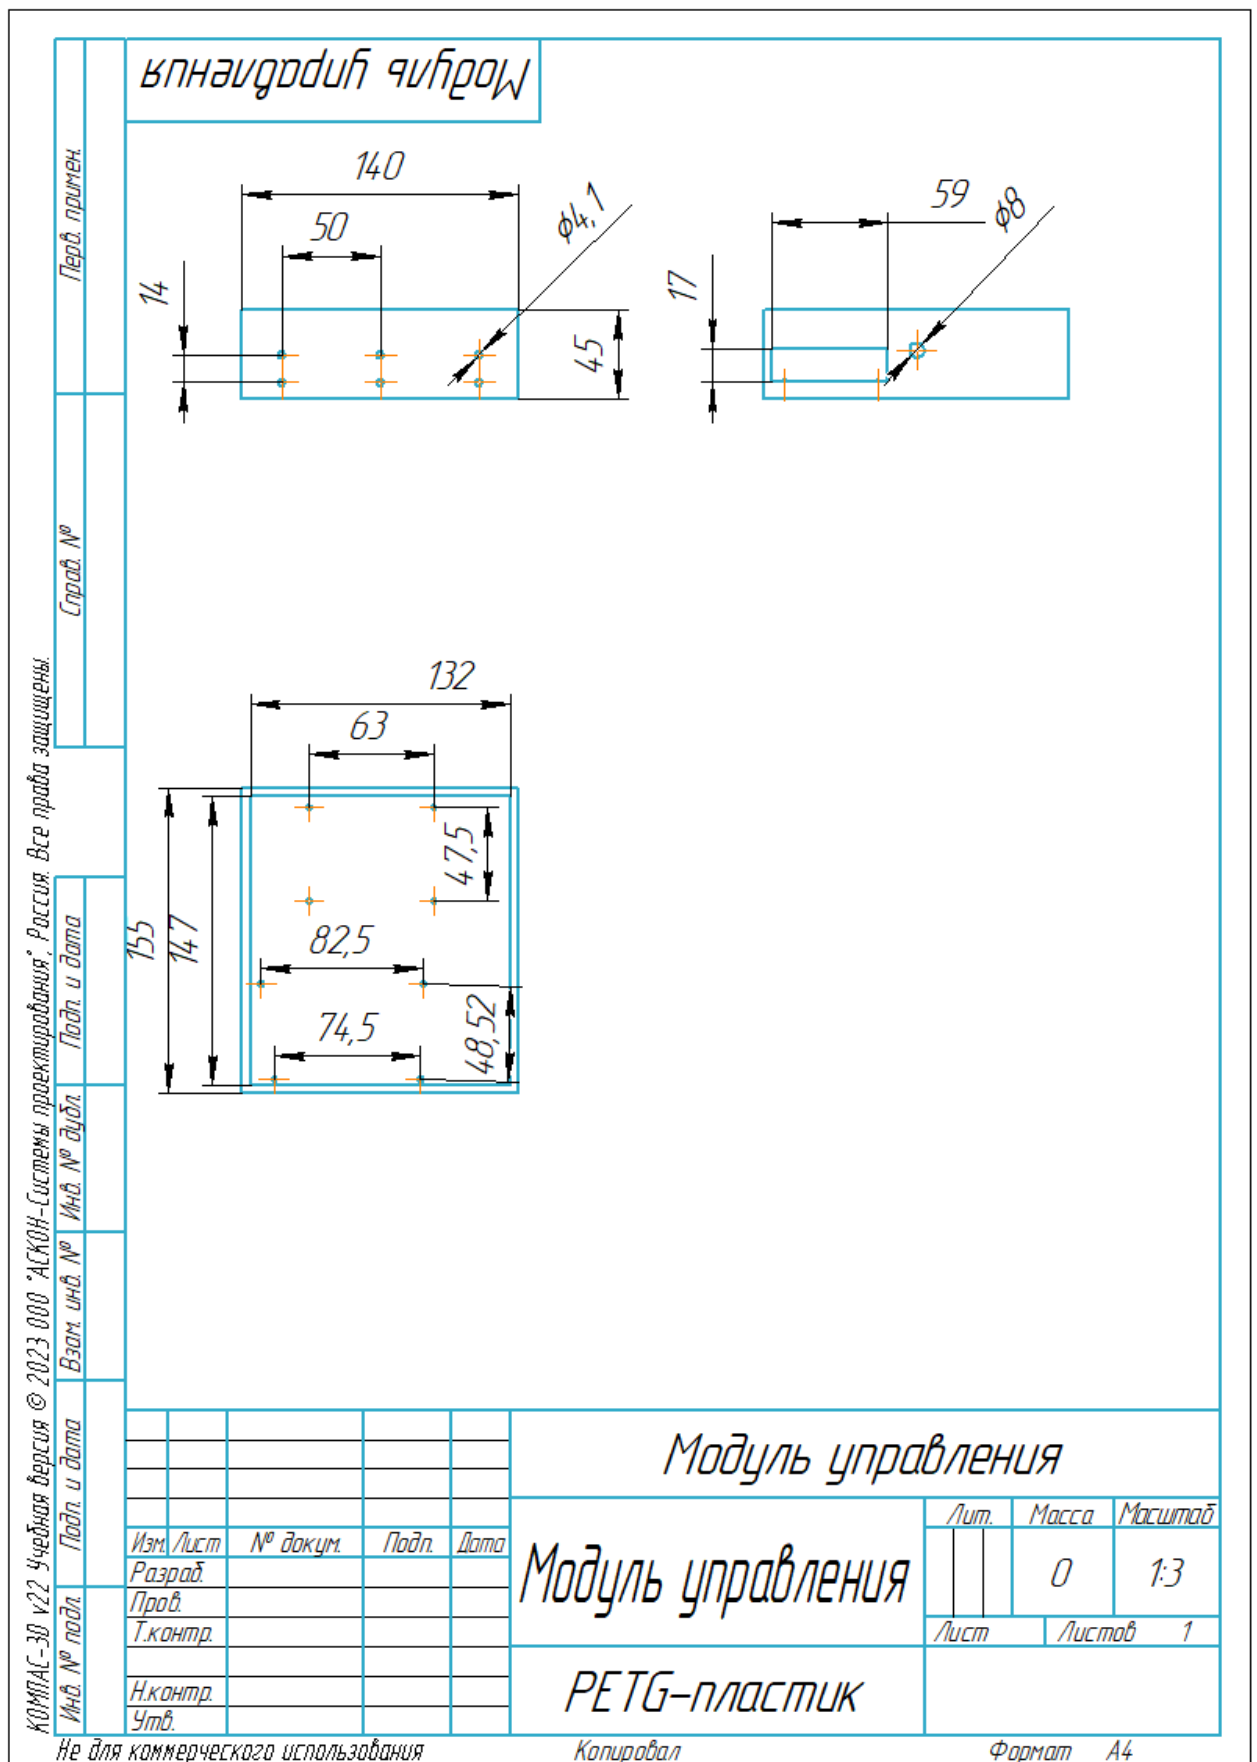 Модуль управления
140
50
14
φ4,1
45
59
φ8
17
132
63
47,5
155
147
82,5
74,5
48,52
Перв. примен.
Справ. №
Подп. и дата
Инв. № дубл.
Взам. инв. №
Подп. и дата
Инв. № подл.
КОМПАС-3D v22 Учебная версия © 2023 ООО "АСКОН-Системы проектирования", Россия. Все права защищены.
Модуль управления
Изм. Лист № докум. Подп. Дата
Разраб.
Пров.
Т.контр.
Н.контр.
Утв.
Модуль управления
Лит. Масса Масштаб
0 1:3
Лист Листов 1
PETG-пластик
Не для коммерческого использования Копировал Формат А4